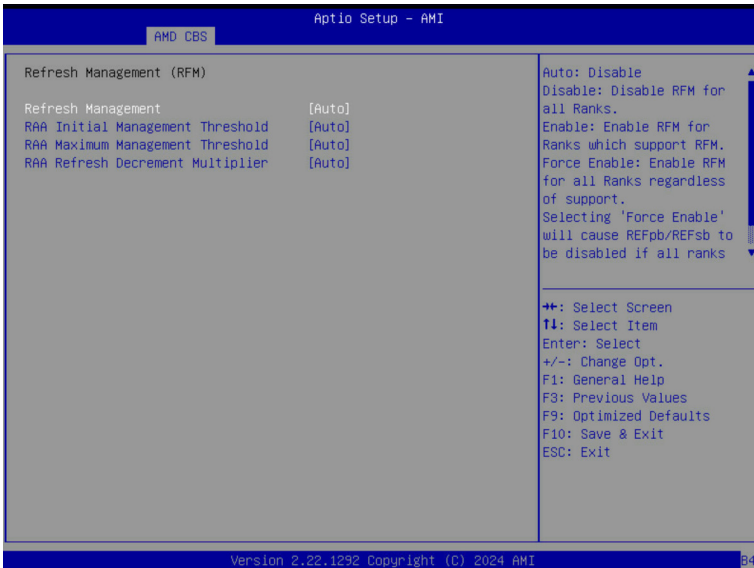 Aptio Setup – AMI
AMD CBS
Refresh Management (RFM)
Refresh Management [Auto]
RAA Initial Management Threshold [Auto]
RAA Maximum Management Threshold [Auto]
RAA Refresh Decrement Multiplier [Auto]
Auto: Disable
Disable: Disable RFM for
all Ranks.
Enable: Enable RFM for
Ranks which support RFM.
Force Enable: Enable RFM
for all Ranks regardless
of support.
Selecting 'Force Enable'
will cause REFpb/REFsb to
be disabled if all ranks
→←: Select Screen
↑↓: Select Item
Enter: Select
+/-: Change Opt.
F1: General Help
F3: Previous Values
F9: Optimized Defaults
F10: Save & Exit
ESC: Exit
Version 2.22.1292 Copyright (C) 2024 AMI
B4